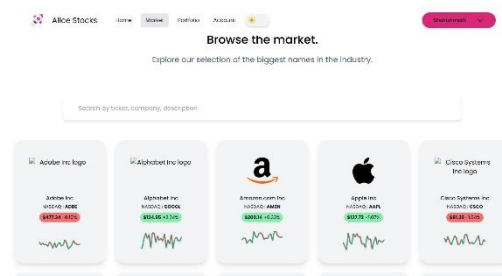 Alice Stocks
Home
Market
Portfolio
Account
Browse the market.
Explore our selection of the biggest names in the industry.
Search by ticker, company, description
Adobe Inc logo
Adobe Inc
NASDAQ : ADBE
Alphabet Inc logo
Alphabet Inc
NASDAQ : GOOGL
Amazon.com Inc
NASDAQ : AMZN
Apple Inc
NASDAQ : AAPL
Cisco Systems
Inc logo
Cisco Systems Inc
NASDAQ : CSCO